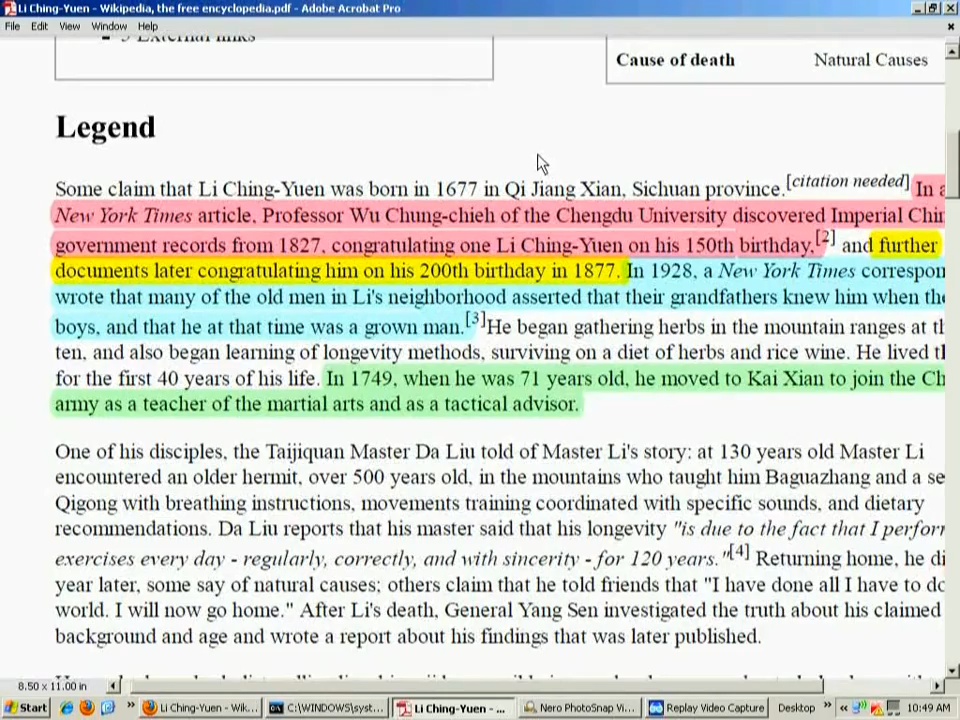 Li Ching-Yuen - Wikipedia, the free encyclopedia.pdf - Adobe Acrobat Pro
File Edit View Window Help
Cause of death Natural Causes
Legend
Some claim that Li Ching-Yuen was born in 1677 in Qi Jiang Xian, Sichuan province.[citation needed] In a
New York Times article, Professor Wu Chung-chieh of the Chengdu University discovered Imperial Chin
government records from 1827, congratulating one Li Ching-Yuen on his 150th birthday,[2] and further
documents later congratulating him on his 200th birthday in 1877. In 1928, a New York Times correspon
wrote that many of the old men in Li's neighborhood asserted that their grandfathers knew him when the
boys, and that he at that time was a grown man.[3]He began gathering herbs in the mountain ranges at th
ten, and also began learning of longevity methods, surviving on a diet of herbs and rice wine. He lived th
for the first 40 years of his life. In 1749, when he was 71 years old, he moved to Kai Xian to join the Ch
army as a teacher of the martial arts and as a tactical advisor.
One of his disciples, the Taijiquan Master Da Liu told of Master Li's story: at 130 years old Master Li
encountered an older hermit, over 500 years old, in the mountains who taught him Baguazhang and a se
Qigong with breathing instructions, movements training coordinated with specific sounds, and dietary
recommendations. Da Liu reports that his master said that his longevity "is due to the fact that I perform
exercises every day - regularly, correctly, and with sincerity - for 120 years."[4] Returning home, he di
year later, some say of natural causes; others claim that he told friends that "I have done all I have to do
world. I will now go home." After Li's death, General Yang Sen investigated the truth about his claimed
background and age and wrote a report about his findings that was later published.
8.50 x 11.00 in
Start Li Ching-Yuen - Wik... C:\WINDOWS\syst... Li Ching-Yuen - ... Nero PhotoSnap Vi... Replay Video Capture Desktop 10:49 AM